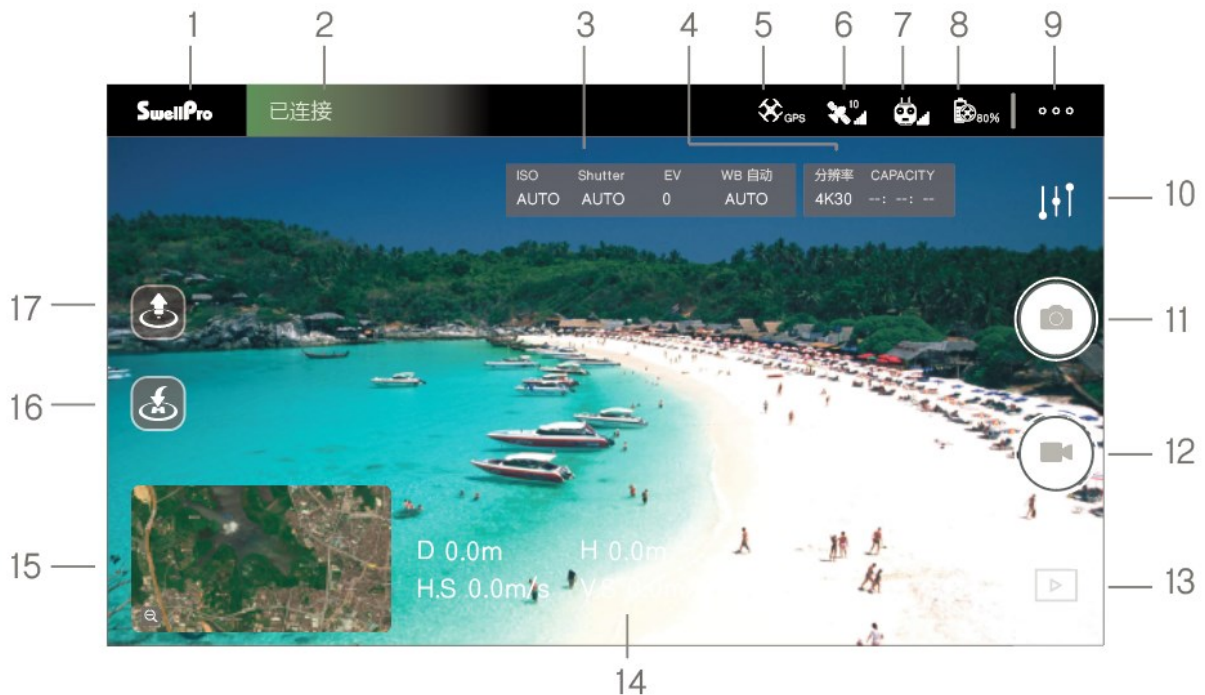 1 2 3 4 5 6 7 8 9
SwellPro 已连接 GPS 10 80%
ISO Shutter EV WB 自动 分辨率 CAPACITY
AUTO AUTO 0 AUTO 4K30 --: --: --
10
17
11
16
12
D 0.0m H 0.0m
15
H.S 0.0m/s
13
14